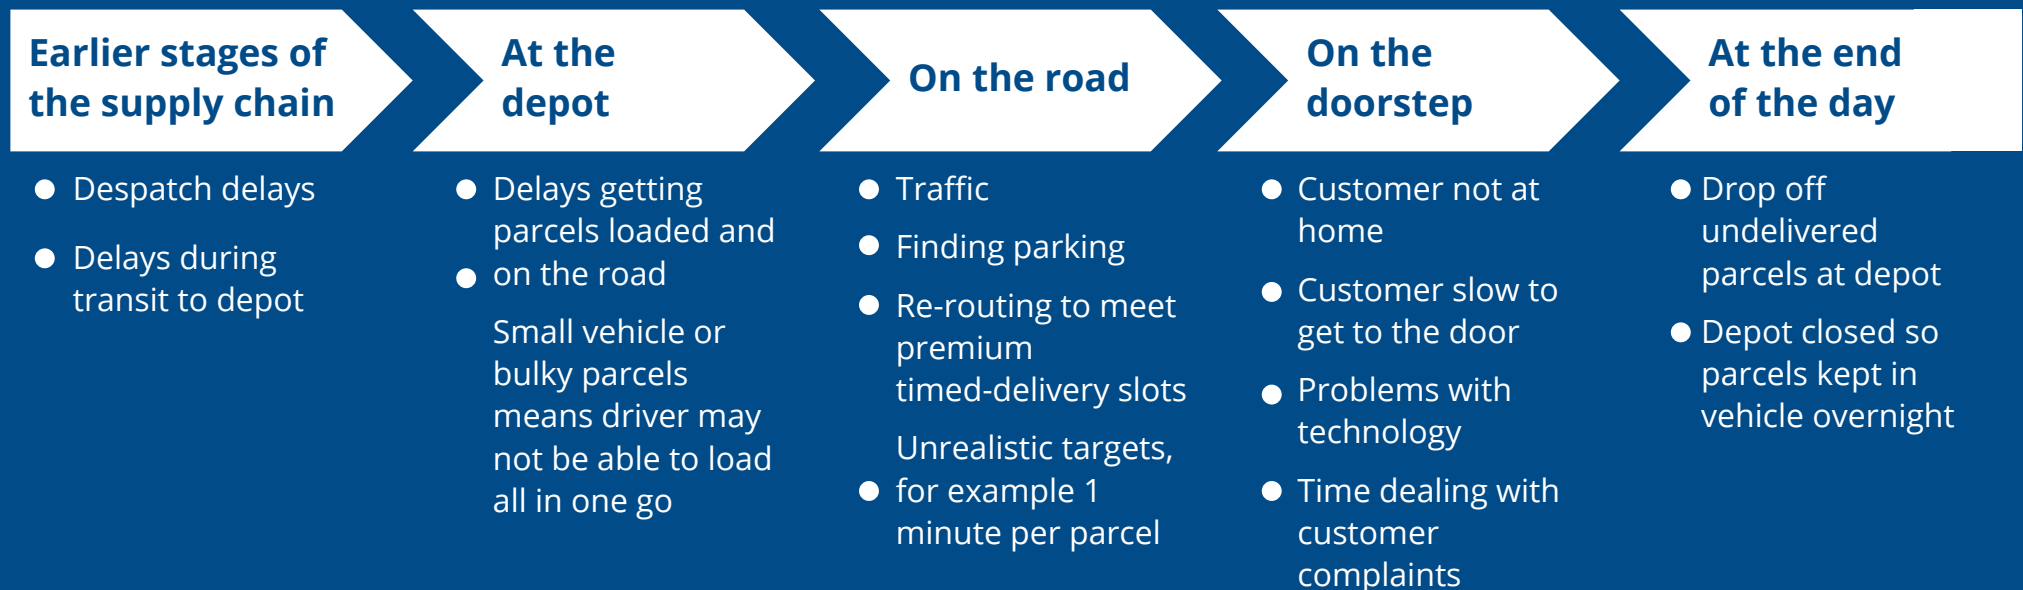 Earlier stages of
the supply chain
● Despatch delays
● Delays during
transit to depot
At the
depot
● Delays getting
parcels loaded and
● on the road
Small vehicle or
bulky parcels
means driver may
not be able to load
all in one go
On the road
● Traffic
● Finding parking
● Re-routing to meet
premium
timed-delivery slots
Unrealistic targets,
● for example 1
minute per parcel
On the
doorstep
● Customer not at
home
● Customer slow to
get to the door
● Problems with
technology
● Time dealing with
customer
complaints
At the end
of the day
● Drop off
undelivered
parcels at depot
● Depot closed so
parcels kept in
vehicle overnight